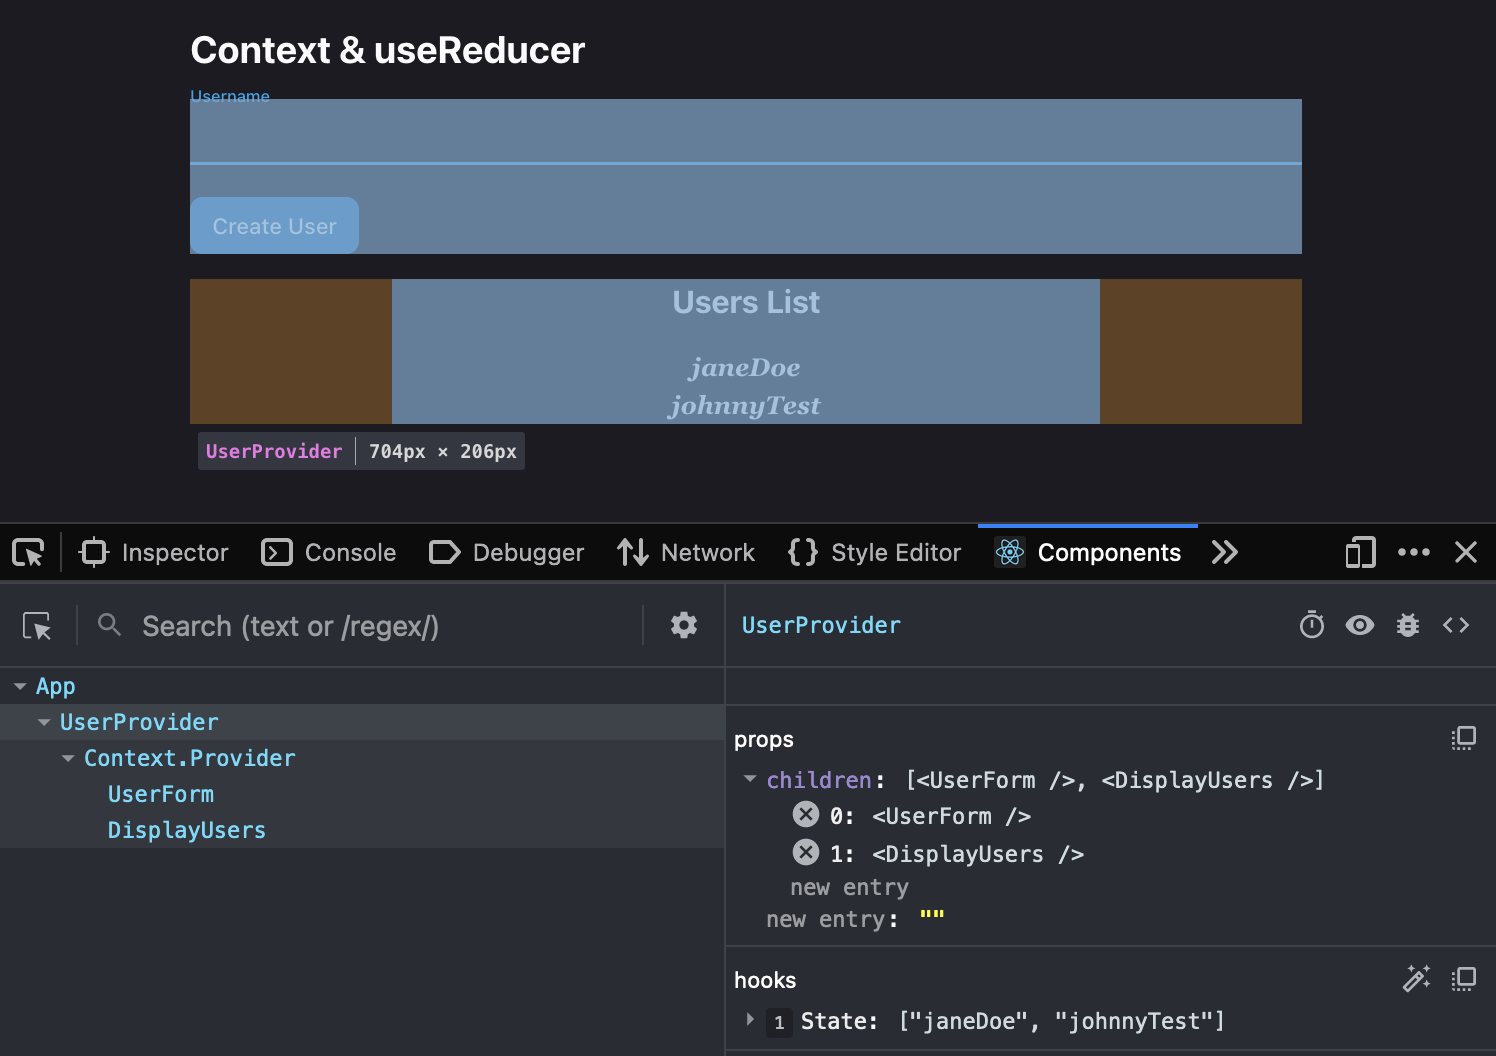 Context & useReducer
Username
Create User
Users List
janeDoe
johnnyTest
UserProvider 704px × 206px
Inspector Console Debugger Network Style Editor Components
Search (text or /regex/) UserProvider
App
UserProvider
Context.Provider
UserForm
DisplayUsers
props
children: [<UserForm />, <DisplayUsers />]
0: <UserForm />
1: <DisplayUsers />
new entry
new entry: ""
hooks
1 State: ["janeDoe", "johnnyTest"]